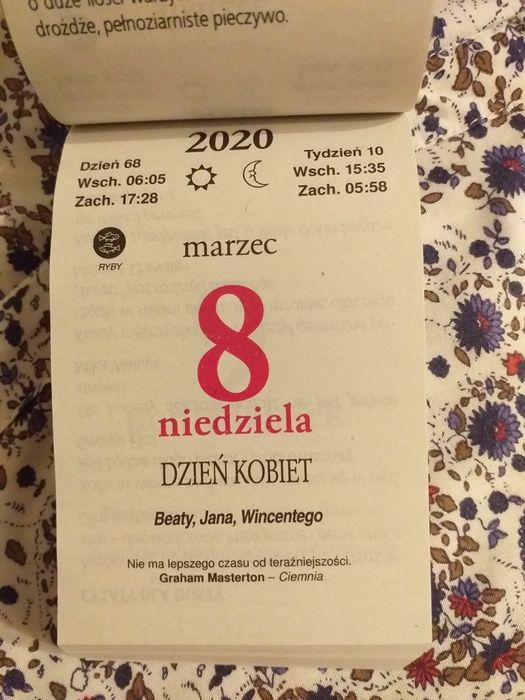 drożdże, pełnoziarniste pieczywo.
2020
Dzień 68
Wsch. 06:05
Zach. 17:28
Tydzień 10
Wsch. 15:35
Zach. 05:58
RYBY
marzec
8
niedziela
DZIEŃ KOBIET
Beaty, Jana, Wincentego
Nie ma lepszego czasu od teraźniejszości.
Graham Masterton – Ciemnia